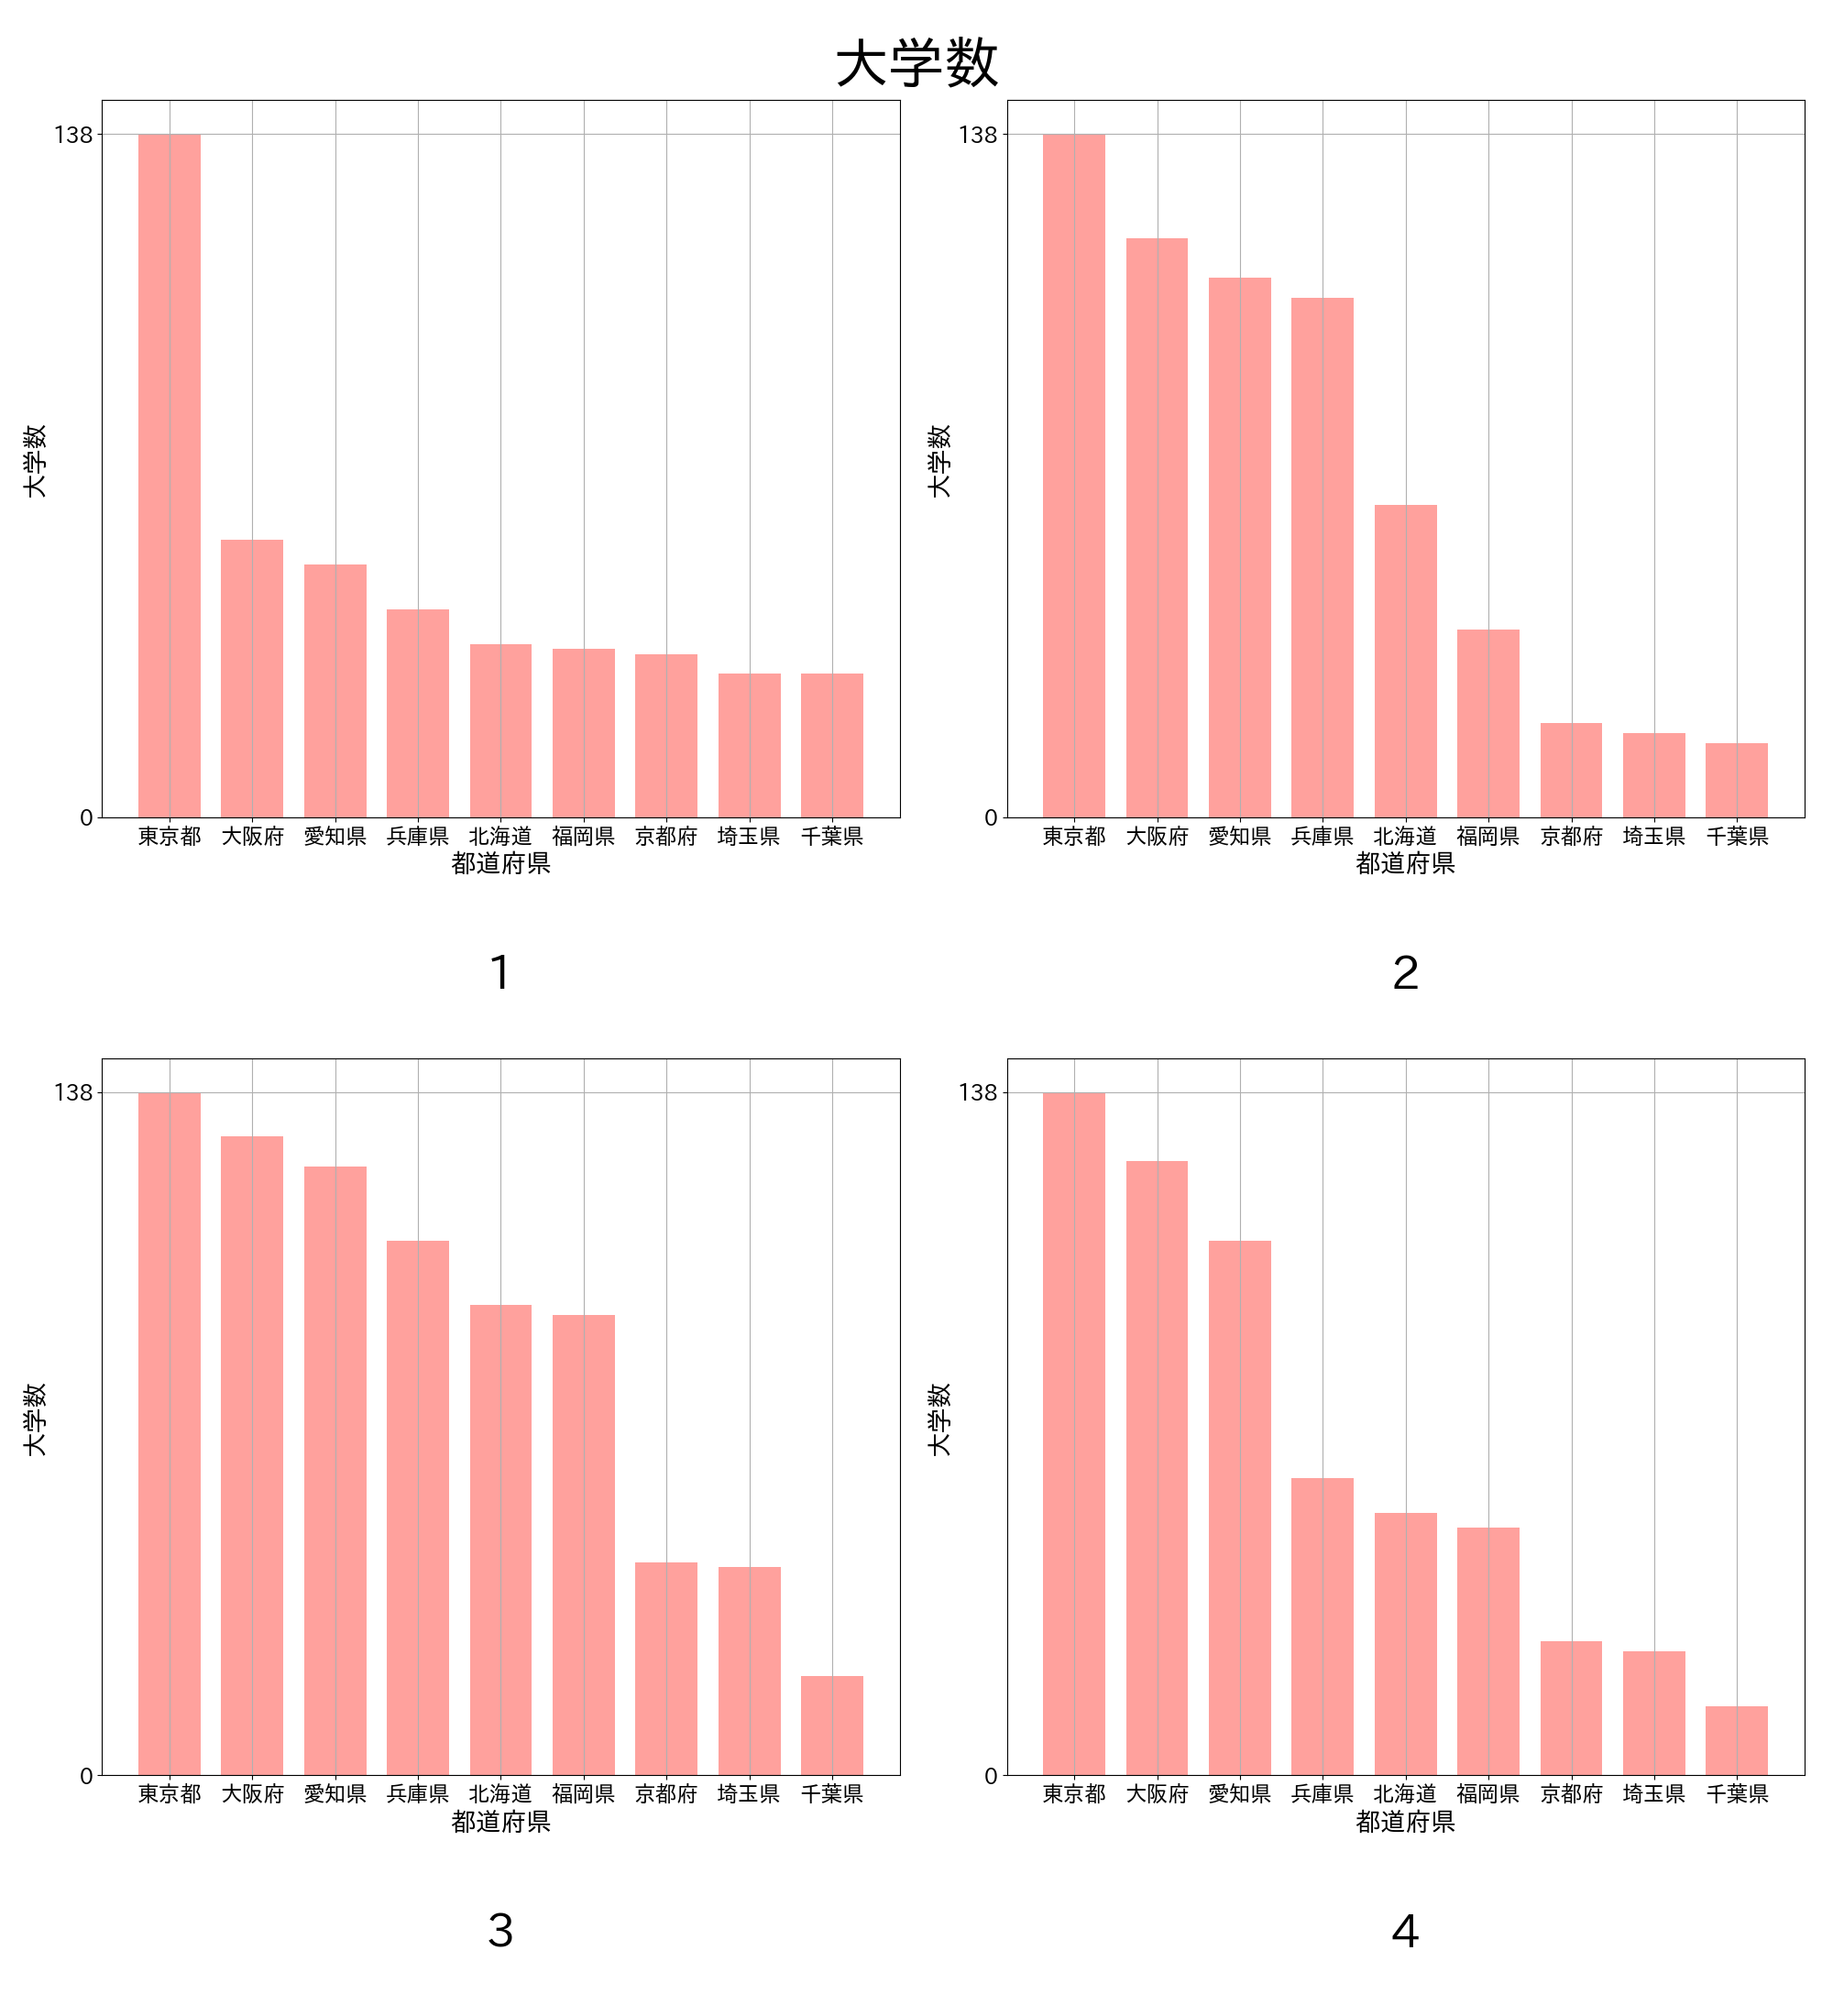 大学数
138
0
大学数
東京都 大阪府 愛知県 兵庫県 北海道 福岡県 京都府 埼玉県 千葉県
都道府県
1
138
0
大学数
東京都 大阪府 愛知県 兵庫県 北海道 福岡県 京都府 埼玉県 千葉県
都道府県
2
138
0
大学数
東京都 大阪府 愛知県 兵庫県 北海道 福岡県 京都府 埼玉県 千葉県
都道府県
3
138
0
大学数
東京都 大阪府 愛知県 兵庫県 北海道 福岡県 京都府 埼玉県 千葉県
都道府県
4